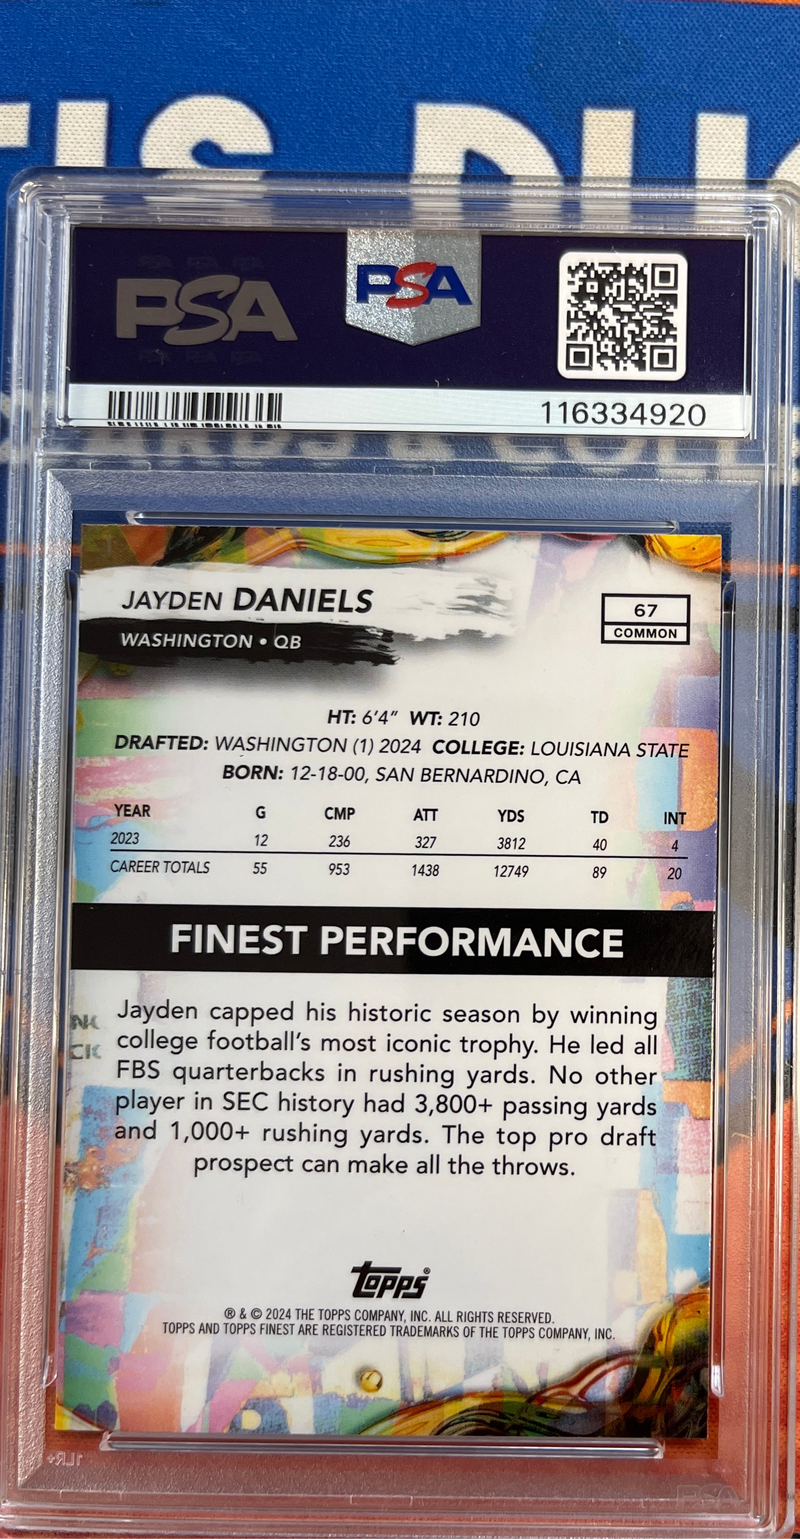 TIS DUG
PSA
PSA
116334920
JAYDEN DANIELS
WASHINGTON • QB
67
COMMON
HT: 6'4" WT: 210
DRAFTED: WASHINGTON (1) 2024 COLLEGE: LOUISIANA STATE
BORN: 12-18-00, SAN BERNARDINO, CA
YEAR G CMP ATT YDS TD INT
2023 12 236 327 3812 40 4
CAREER TOTALS 55 953 1438 12749 89 20
FINEST PERFORMANCE
Jayden capped his historic season by winning
college football's most iconic trophy. He led all
FBS quarterbacks in rushing yards. No other
player in SEC history had 3,800+ passing yards
and 1,000+ rushing yards. The top pro draft
prospect can make all the throws.
topps®
® & © 2024 THE TOPPS COMPANY, INC. ALL RIGHTS RESERVED.
TOPPS AND TOPPS FINEST ARE REGISTERED TRADEMARKS OF THE TOPPS COMPANY, INC.
1LR+
PSA